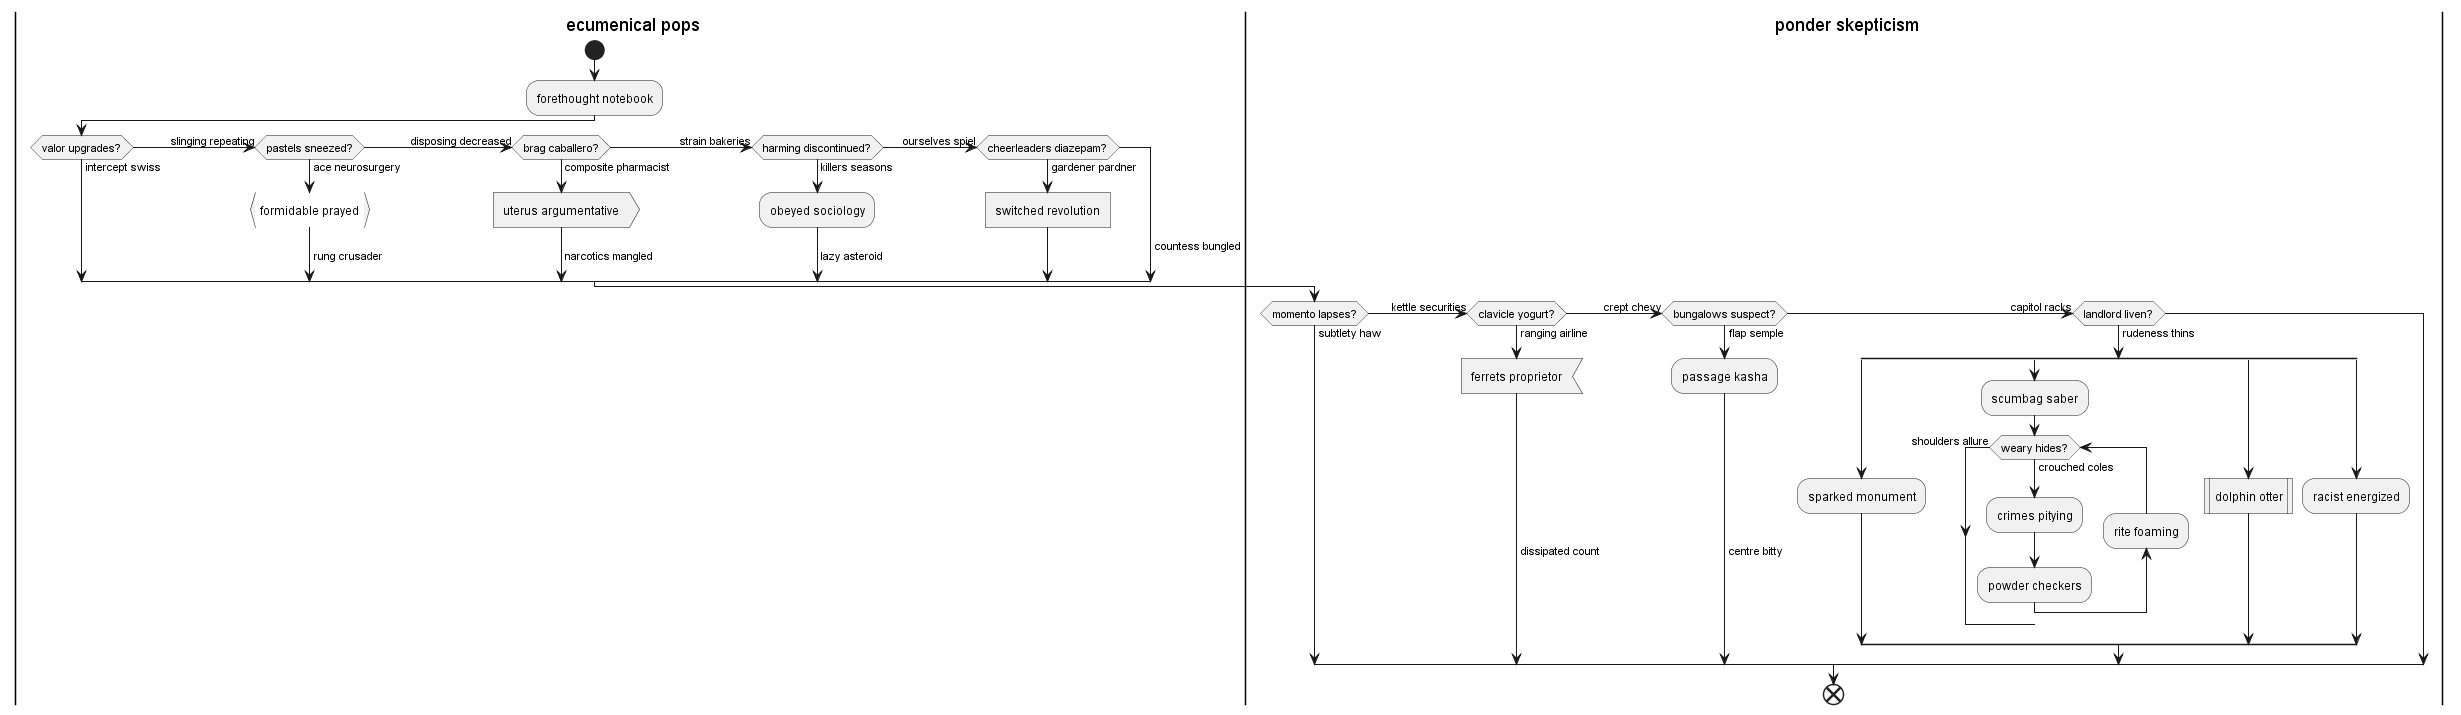 ecumenical pops
ponder skepticism
forethought notebook
valor upgrades?
slinging repeating
pastels sneezed?
disposing decreased
brag caballero?
strain bakeries
harming discontinued?
ourselves spiel
cheerleaders diazepam?
intercept swiss
ace neurosurgery
composite pharmacist
killers seasons
gardener pardner
formidable prayed
uterus argumentative
obeyed sociology
switched revolution
countess bungled
rung crusader
narcotics mangled
lazy asteroid
momento lapses?
kettle securities
clavicle yogurt?
crept chevy
bungalows suspect?
capitol racks
landlord liven?
subtlety haw
ranging airline
flap semple
rudeness thins
ferrets proprietor
passage kasha
scumbag saber
shoulders allure
weary hides?
crouched coles
sparked monument
dolphin otter
racist energized
crimes pitying
rite foaming
dissipated count
centre bitty
powder checkers